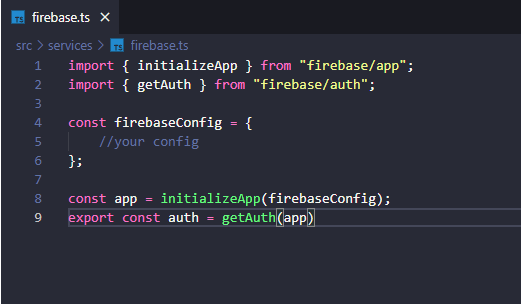 TS firebase.ts ×
src > services > TS firebase.ts
1 import { initializeApp } from "firebase/app";
2 import { getAuth } from "firebase/auth";
3
4 const firebaseConfig = {
5     //your config
6 };
7
8 const app = initializeApp(firebaseConfig);
9 export const auth = getAuth(app)